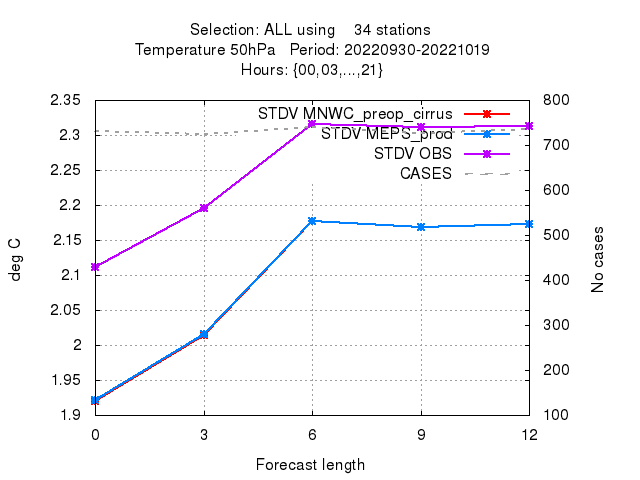 Selection: ALL using 34 stations
Temperature 50hPa Period: 20220930-20221019
Hours: {00,03,...,21}
STDV MNWC_preop_cirrus
STDV MEPS_prod
STDV OBS
CASES
deg C
2.35
2.3
2.25
2.2
2.15
2.1
2.05
2
1.95
1.9
800
700
600
500
400
300
200
100
No cases
0 3 6 9 12
Forecast length